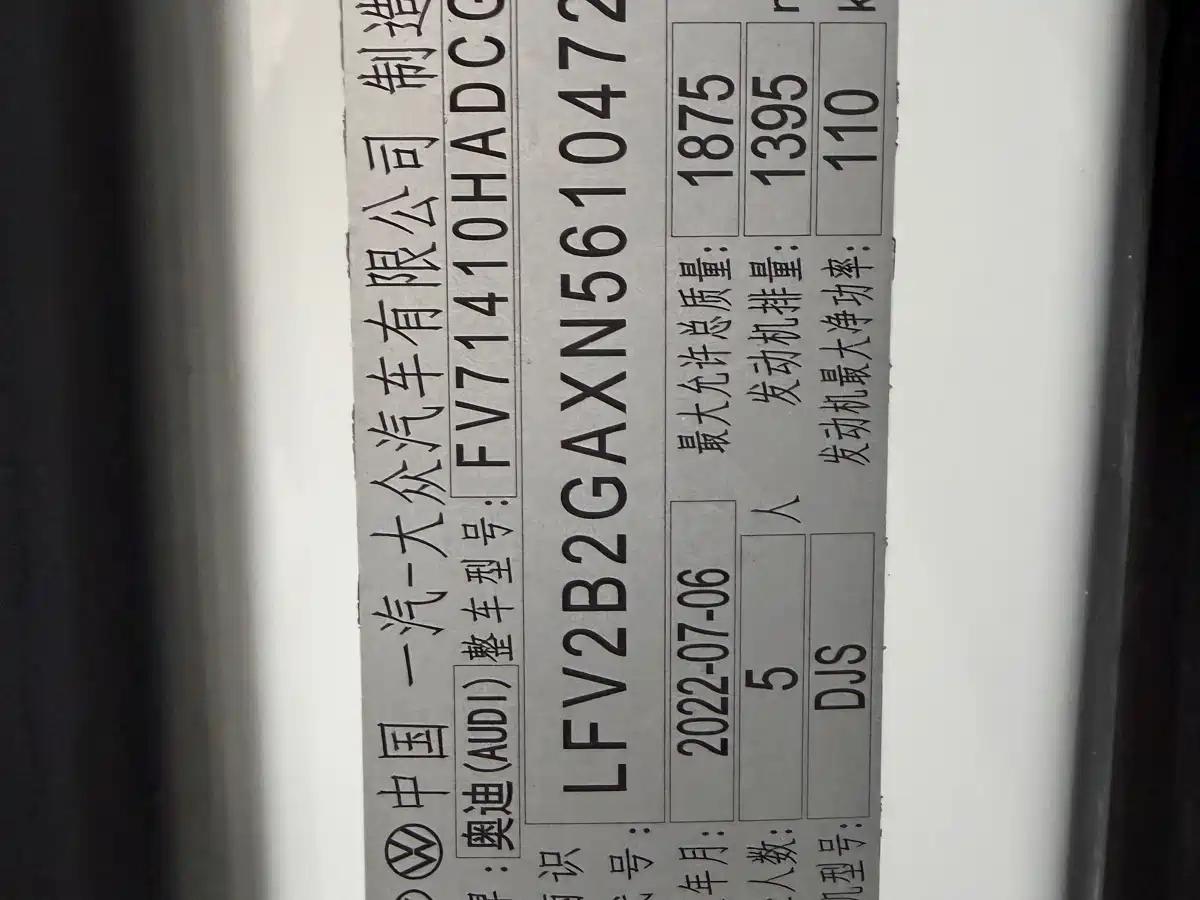 中国 一汽-大众汽车有限公司 制造
奥迪(AUDI) 整车型号: FV7141OHADCG
识
号: LFV2B2GAXN5610472
年月: 2022-07-06 最大允许总质量: 1875
人数: 5 人 发动机排量: 1395
机型号: DJS 发动机最大净功率: 110